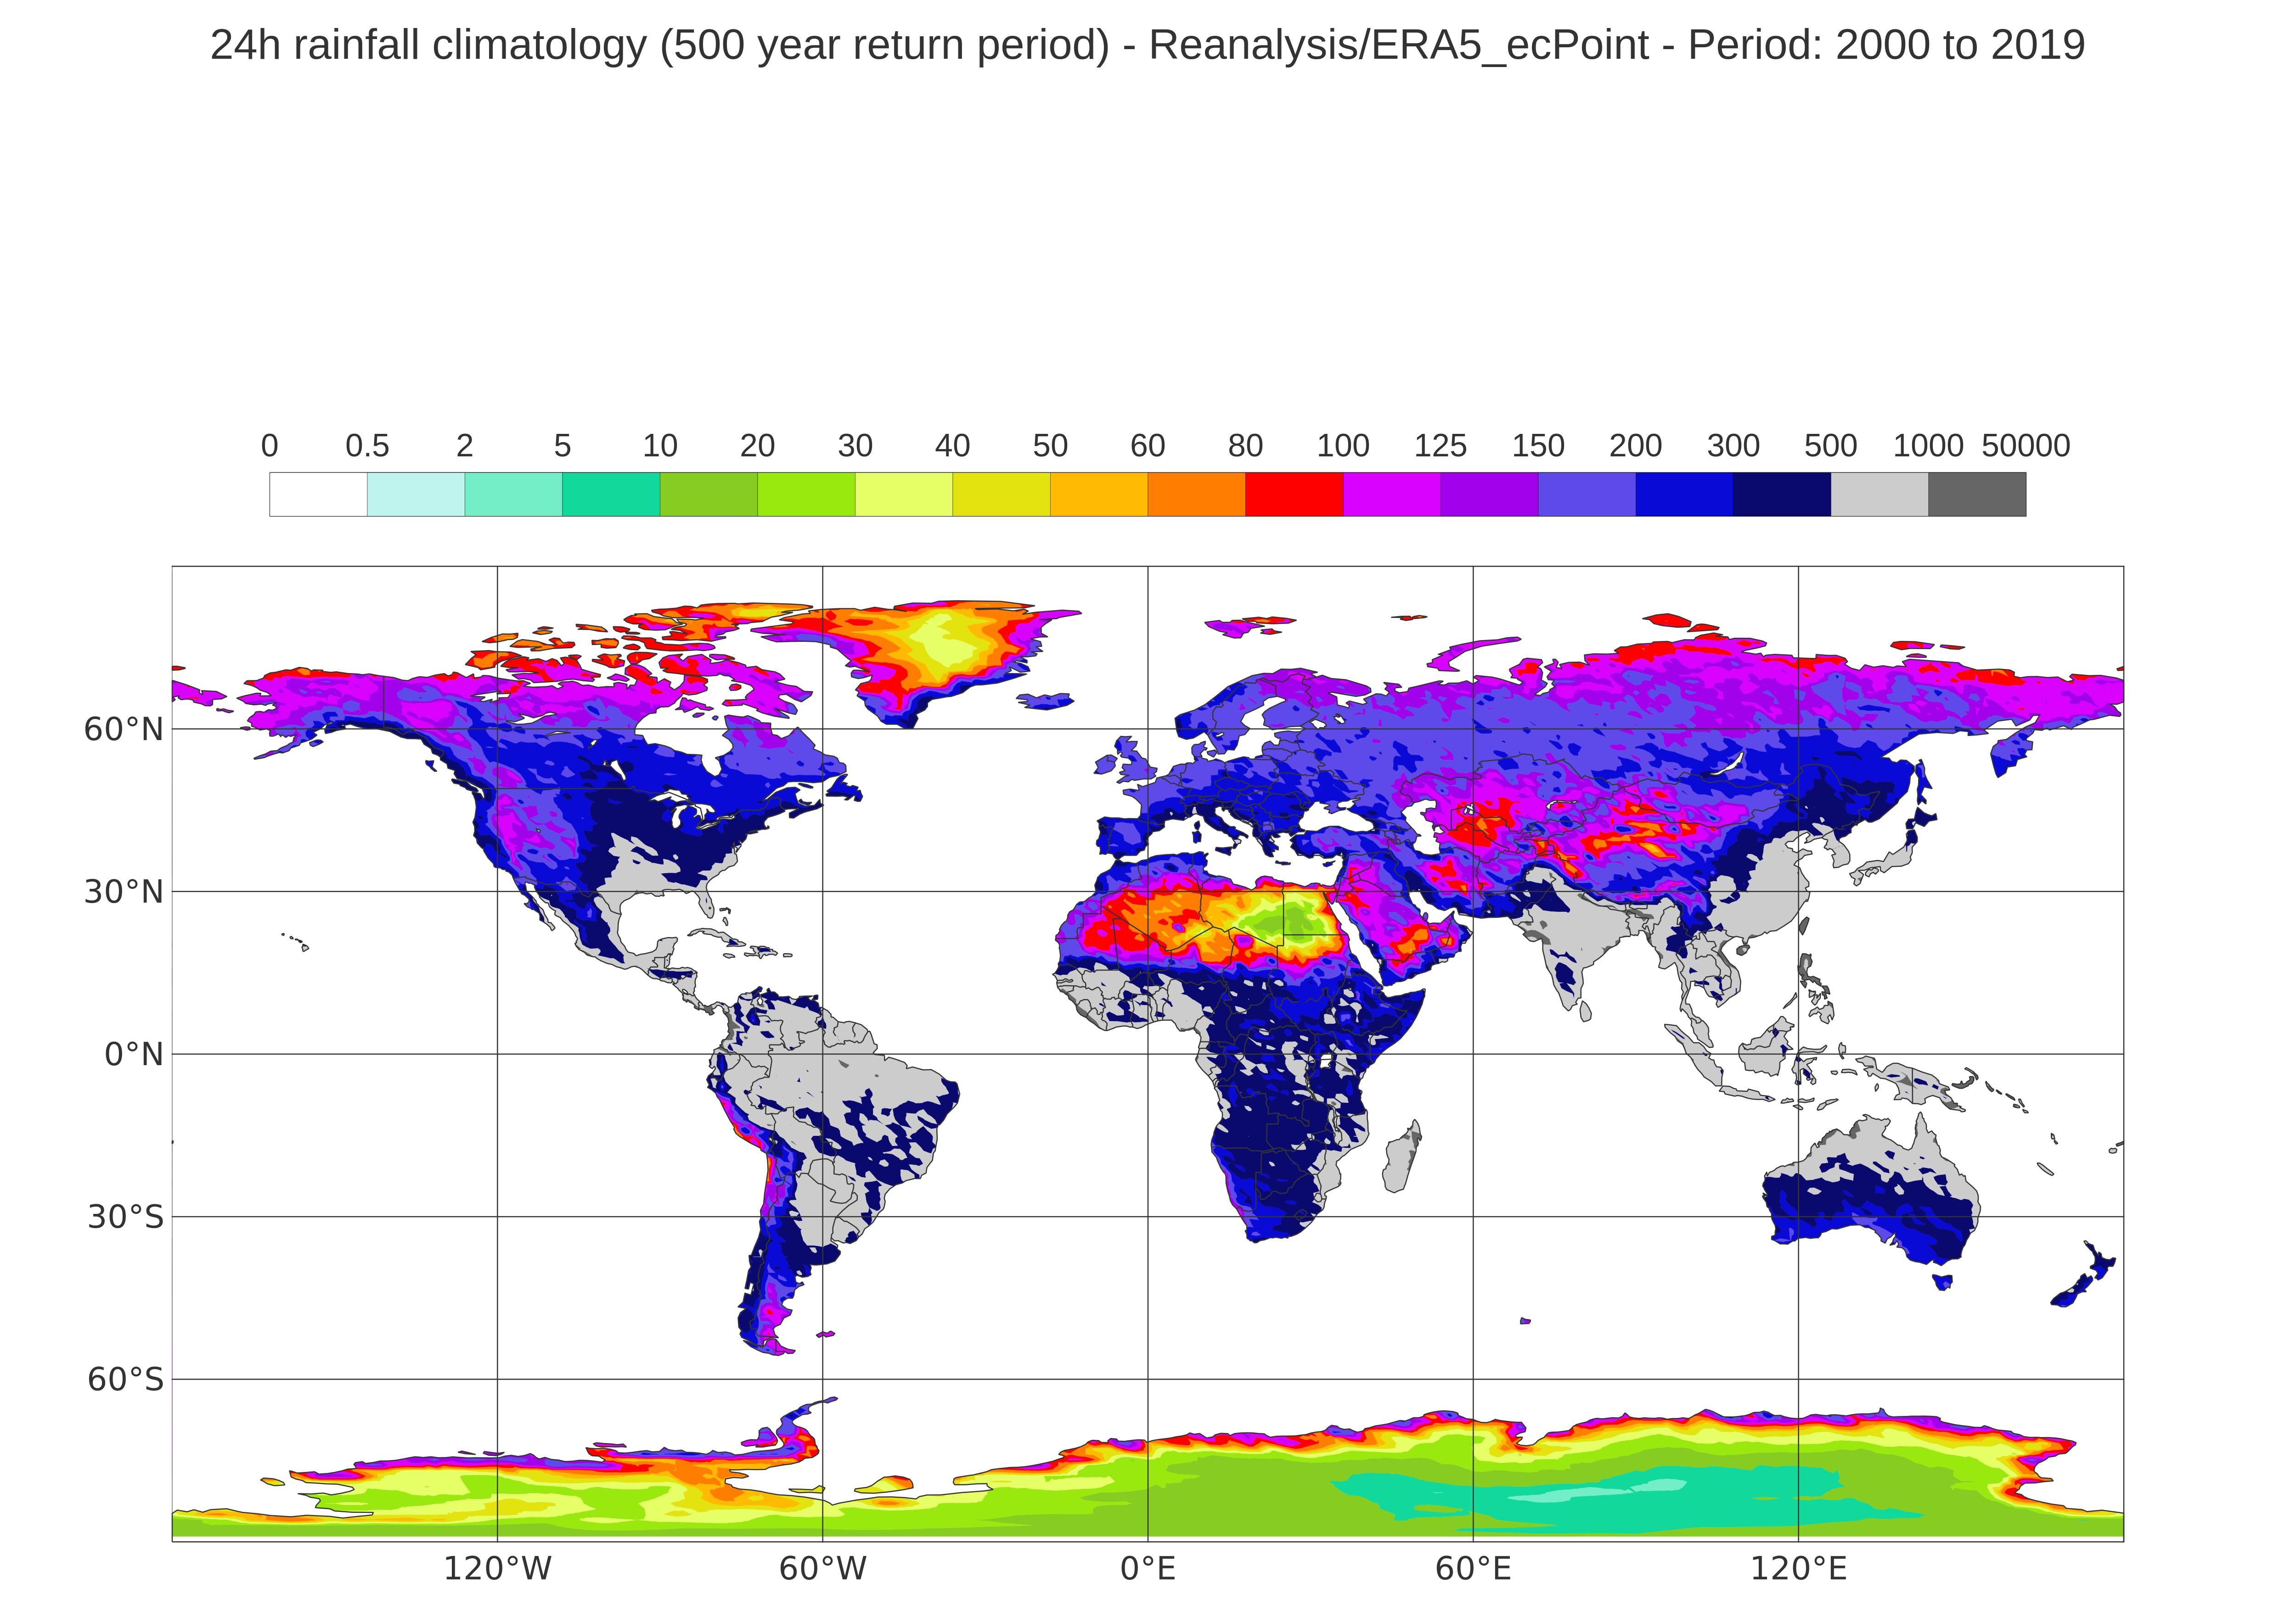 24h rainfall climatology (500 year return period) - Reanalysis/ERA5_ecPoint - Period: 2000 to 2019
0 0.5 2 5 10 20 30 40 50 60 80 100 125 150 200 300 500 1000 50000
60°N
30°N
0°N
30°S
60°S
120°W 60°W 0°E 60°E 120°E